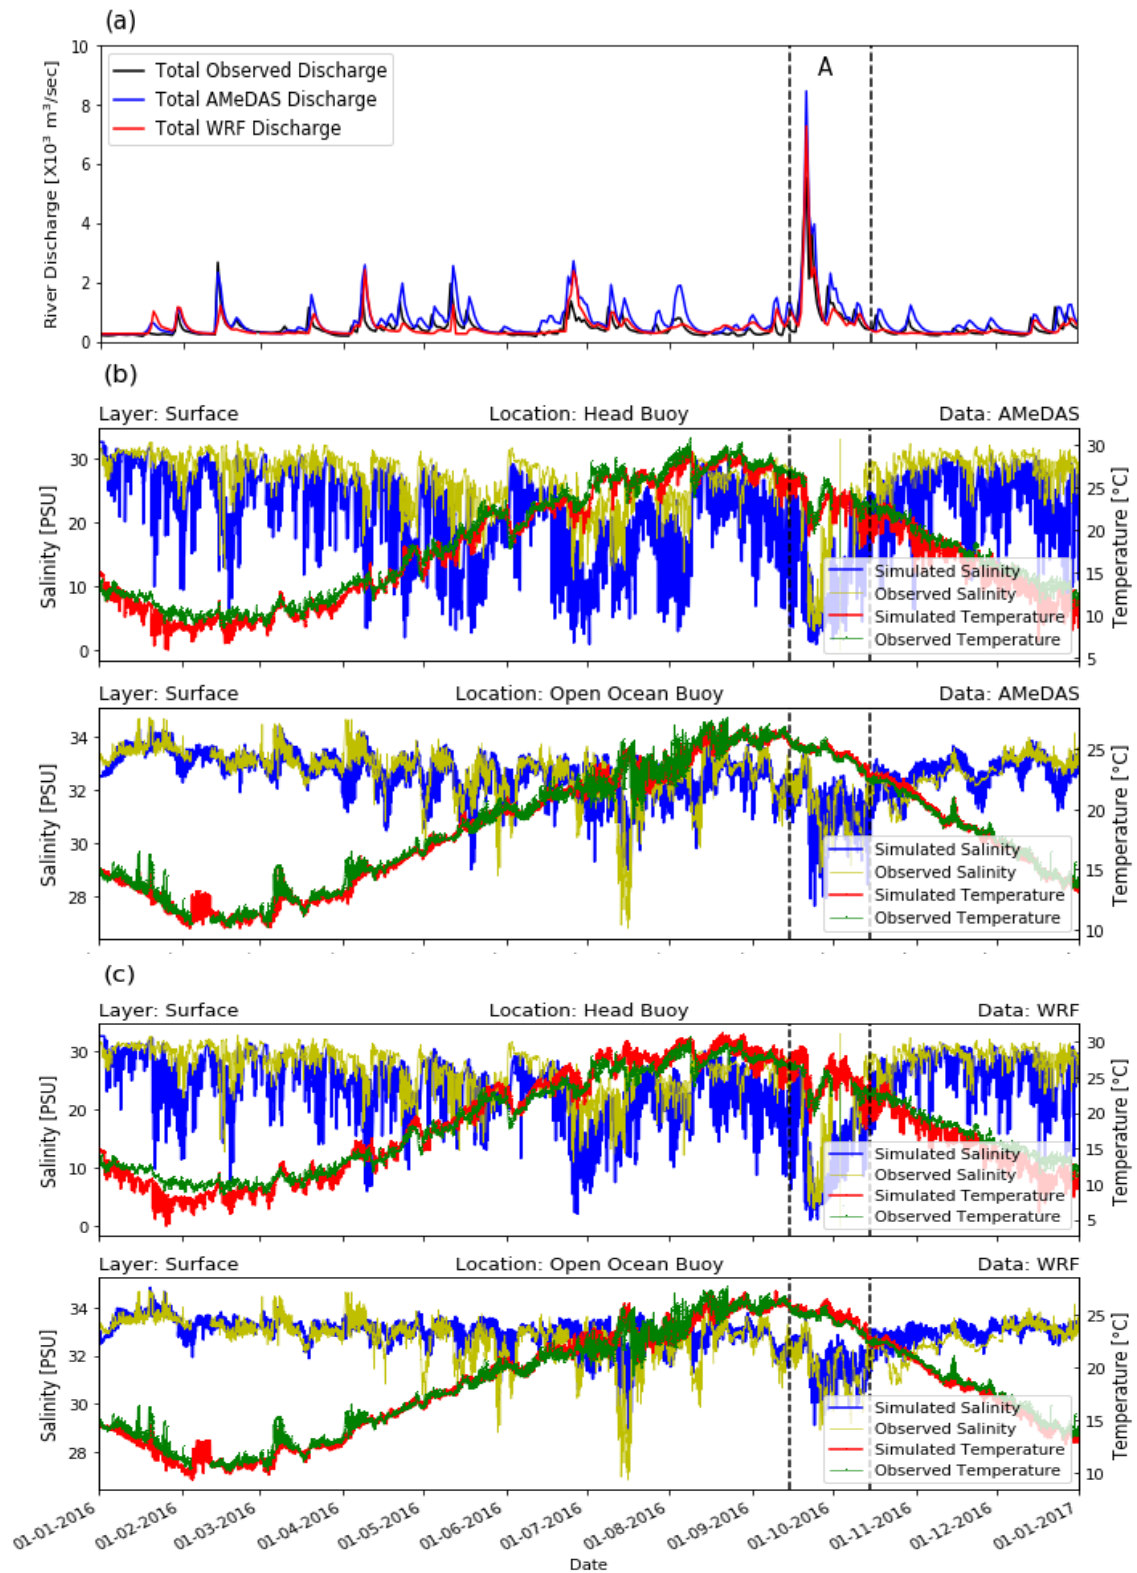 (a)
River Discharge [X10³ m³/sec]
10
8
6
4
2
0
Total Observed Discharge
Total AMeDAS Discharge
Total WRF Discharge
A
(b)
Layer: Surface Location: Head Buoy Data: AMeDAS
Salinity [PSU]
30
20
10
0
Temperature [°C]
30
25
20
15
10
5
Simulated Salinity
Observed Salinity
Simulated Temperature
Observed Temperature
Layer: Surface Location: Open Ocean Buoy Data: AMeDAS
Salinity [PSU]
34
32
30
28
Temperature [°C]
25
20
15
10
Simulated Salinity
Observed Salinity
Simulated Temperature
Observed Temperature
(c)
Layer: Surface Location: Head Buoy Data: WRF
Salinity [PSU]
30
20
10
0
Temperature [°C]
30
25
20
15
10
5
Simulated Salinity
Observed Salinity
Simulated Temperature
Observed Temperature
Layer: Surface Location: Open Ocean Buoy Data: WRF
Salinity [PSU]
34
32
30
28
Temperature [°C]
25
20
15
10
Simulated Salinity
Observed Salinity
Simulated Temperature
Observed Temperature
01-01-2016
01-02-2016
01-03-2016
01-04-2016
01-05-2016
01-06-2016
01-07-2016
01-08-2016
01-09-2016
01-10-2016
01-11-2016
01-12-2016
01-01-2017
Date